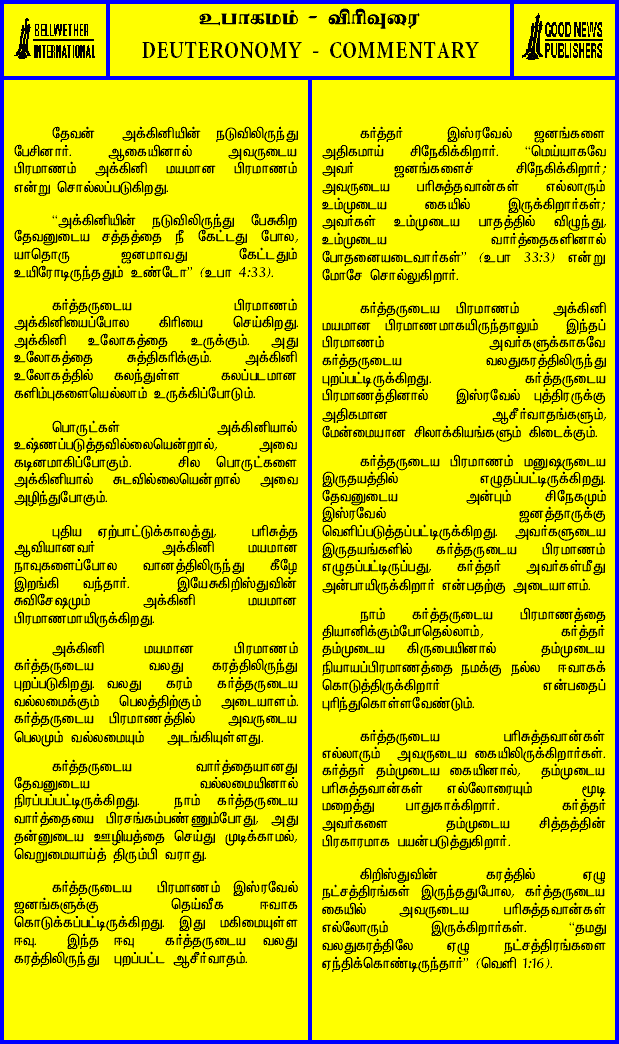 BELLWETHER
INTERNATIONAL
உபாகமம் - விரிவுரை
DEUTERONOMY - COMMENTARY
GOOD NEWS
PUBLISHERS
தேவன் அக்கினியின் நடுவிலிருந்து
பேசினார். ஆகையினால் அவருடைய
பிரமாணம் அக்கினி மயமான பிரமாணம்
என்று சொல்லப்படுகிறது.
“அக்கினியின் நடுவிலிருந்து பேசுகிற
தேவனுடைய சத்தத்தை நீ கேட்டது போல,
யாதொரு ஜனமாவது கேட்டதும்
உயிரோடிருந்ததும் உண்டோ” (உபா 4:33).
கர்த்தருடைய பிரமாணம்
அக்கினியைப்போல கிரியை செய்கிறது.
அக்கினி உலோகத்தை உருக்கும். அது
உலோகத்தை சுத்திகரிக்கும். அக்கினி
உலோகத்தில் கலந்துள்ள கலப்படமான
களிம்புகளையெல்லாம் உருக்கிப்போடும்.
பொருட்கள் அக்கினியால்
உஷ்ணப்படுத்தவில்லையென்றால், அவை
கடினமாகிப்போகும். சில பொருட்களை
அக்கினியால் சுடவில்லையென்றால் அவை
அழிந்துபோகும்.
புதிய ஏற்பாட்டுக்காலத்து, பரிசுத்த
ஆவியானவர் அக்கினி மயமான
நாவுகளைப்போல வானத்திலிருந்து கீழே
இறங்கி வந்தார். இயேசுகிறிஸ்துவின்
சுவிசேஷமும் அக்கினி மயமான
பிரமாணமாயிருக்கிறது.
அக்கினி மயமான பிரமாணம்
கர்த்தருடைய வலது கரத்திலிருந்து
புறப்படுகிறது. வலது கரம் கர்த்தருடைய
வல்லமைக்கும் பெலத்திற்கும் அடையாளம்.
கர்த்தருடைய பிரமாணத்தில் அவருடைய
பெலமும் வல்லமையும் அடங்கியுள்ளது.
கர்த்தருடைய வார்த்தையானது
தேவனுடைய வல்லமையினால்
நிரப்பப்பட்டிருக்கிறது. நாம் கர்த்தருடைய
வார்த்தையை பிரசங்கம்பண்ணும்போது, அது
தன்னுடைய ஊழியத்தை செய்து முடிக்காமல்,
வெறுமையாய்த் திரும்பி வராது.
கர்த்தருடைய பிரமாணம் இஸ்ரவேல்
ஜனங்களுக்கு தெய்வீக ஈவாக
கொடுக்கப்பட்டிருக்கிறது. இது மகிமையுள்ள
ஈவு. இந்த ஈவு கர்த்தருடைய வலது
கரத்திலிருந்து புறப்பட்ட ஆசீர்வாதம்.
கர்த்தர் இஸ்ரவேல் ஜனங்களை
அதிகமாய் சிநேகிக்கிறார். “மெய்யாகவே
அவர் ஜனங்களைச் சிநேகிக்கிறார்;
அவருடைய பரிசுத்தவான்கள் எல்லாரும்
உம்முடைய கையில் இருக்கிறார்கள்;
அவர்கள் உம்முடைய பாதத்தில் விழுந்து,
உம்முடைய வார்த்தைகளினால்
போதனையடைவார்கள்” (உபா 33:3) என்று
மோசே சொல்லுகிறார்.
கர்த்தருடைய பிரமாணம் அக்கினி
மயமான பிரமாணமாகயிருந்தாலும் இந்தப்
பிரமாணம் அவர்களுக்காகவே
கர்த்தருடைய வலதுகரத்திலிருந்து
புறப்பட்டிருக்கிறது. கர்த்தருடைய
பிரமாணத்தினால் இஸ்ரவேல் புத்திரருக்கு
அதிகமான ஆசீர்வாதங்களும்,
மேன்மையான சிலாக்கியங்களும் கிடைக்கும்.
கர்த்தருடைய பிரமாணம் மனுஷருடைய
இருதயத்தில் எழுதப்பட்டிருக்கிறது.
தேவனுடைய அன்பும் சிநேகமும்
இஸ்ரவேல் ஜனத்தாருக்கு
வெளிப்படுத்தப்பட்டிருக்கிறது. அவர்களுடைய
இருதயங்களில் கர்த்தருடைய பிரமாணம்
எழுதப்பட்டிருப்பது, கர்த்தர் அவர்கள்மீது
அன்பாயிருக்கிறார் என்பதற்கு அடையாளம்.
நாம் கர்த்தருடைய பிரமாணத்தை
தியானிக்கும்போதெல்லாம், கர்த்தர்
தம்முடைய கிருபையினால் தம்முடைய
நியாயப்பிரமாணத்தை நமக்கு நல்ல ஈவாகக்
கொடுத்திருக்கிறார் என்பதைப்
புரிந்துகொள்ளவேண்டும்.
கர்த்தருடைய பரிசுத்தவான்கள்
எல்லாரும் அவருடைய கையிலிருக்கிறார்கள்.
கர்த்தர் தம்முடைய கையினால், தம்முடைய
பரிசுத்தவான்கள் எல்லோரையும் மூடி
மறைத்து பாதுகாக்கிறார். கர்த்தர்
அவர்களை தம்முடைய சித்தத்தின்
பிரகாரமாக பயன்படுத்துகிறார்.
கிறிஸ்துவின் கரத்தில் ஏழு
நட்சத்திரங்கள் இருந்ததுபோல, கர்த்தருடைய
கையில் அவருடைய பரிசுத்தவான்கள்
எல்லோரும் இருக்கிறார்கள். “தமது
வலதுகரத்திலே ஏழு நட்சத்திரங்களை
ஏந்திக்கொண்டிருந்தார்” (வெளி 1:16).